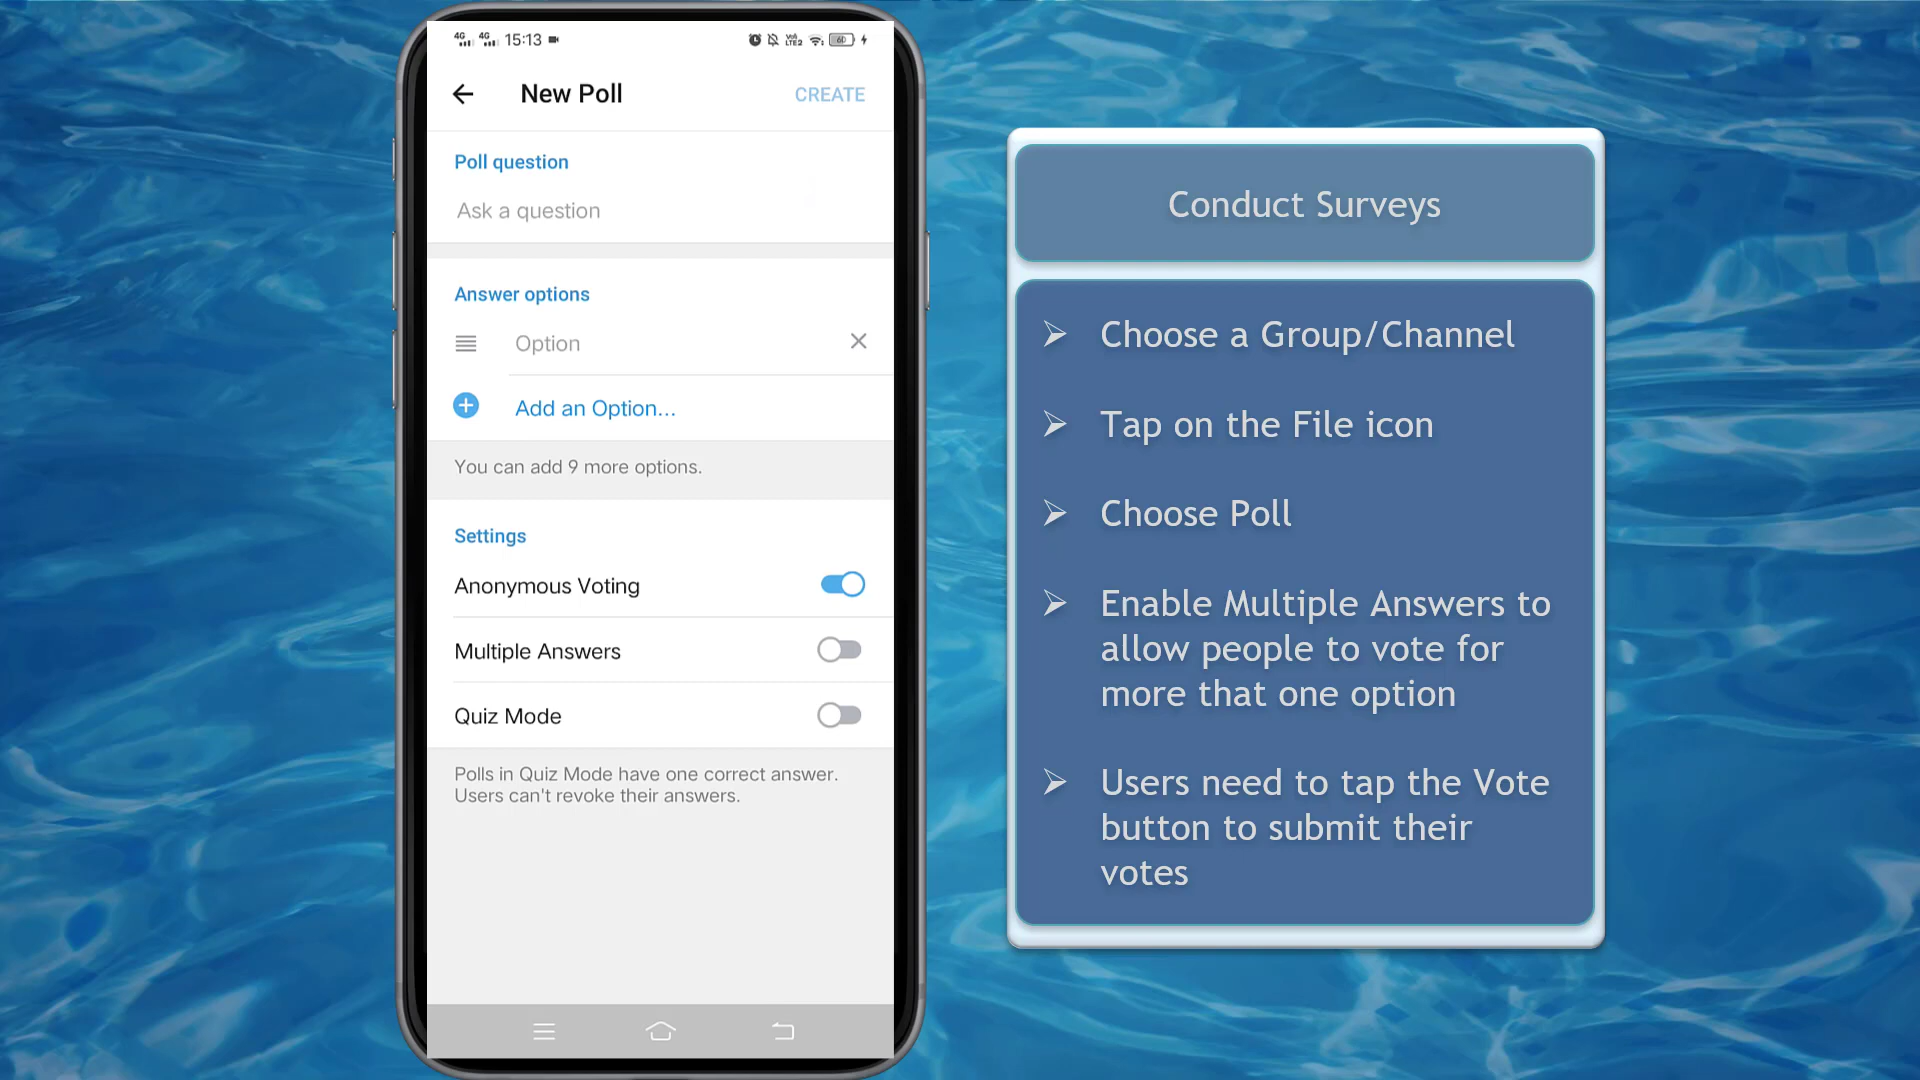 4G 4G 15:13 60
New Poll CREATE
Poll question
Ask a question
Answer options
Option
Add an Option...
You can add 9 more options.
Settings
Anonymous Voting
Multiple Answers
Quiz Mode
Polls in Quiz Mode have one correct answer.
Users can't revoke their answers.
Conduct Surveys
Choose a Group/Channel
Tap on the File icon
Choose Poll
Enable Multiple Answers to
allow people to vote for
more that one option
Users need to tap the Vote
button to submit their
votes